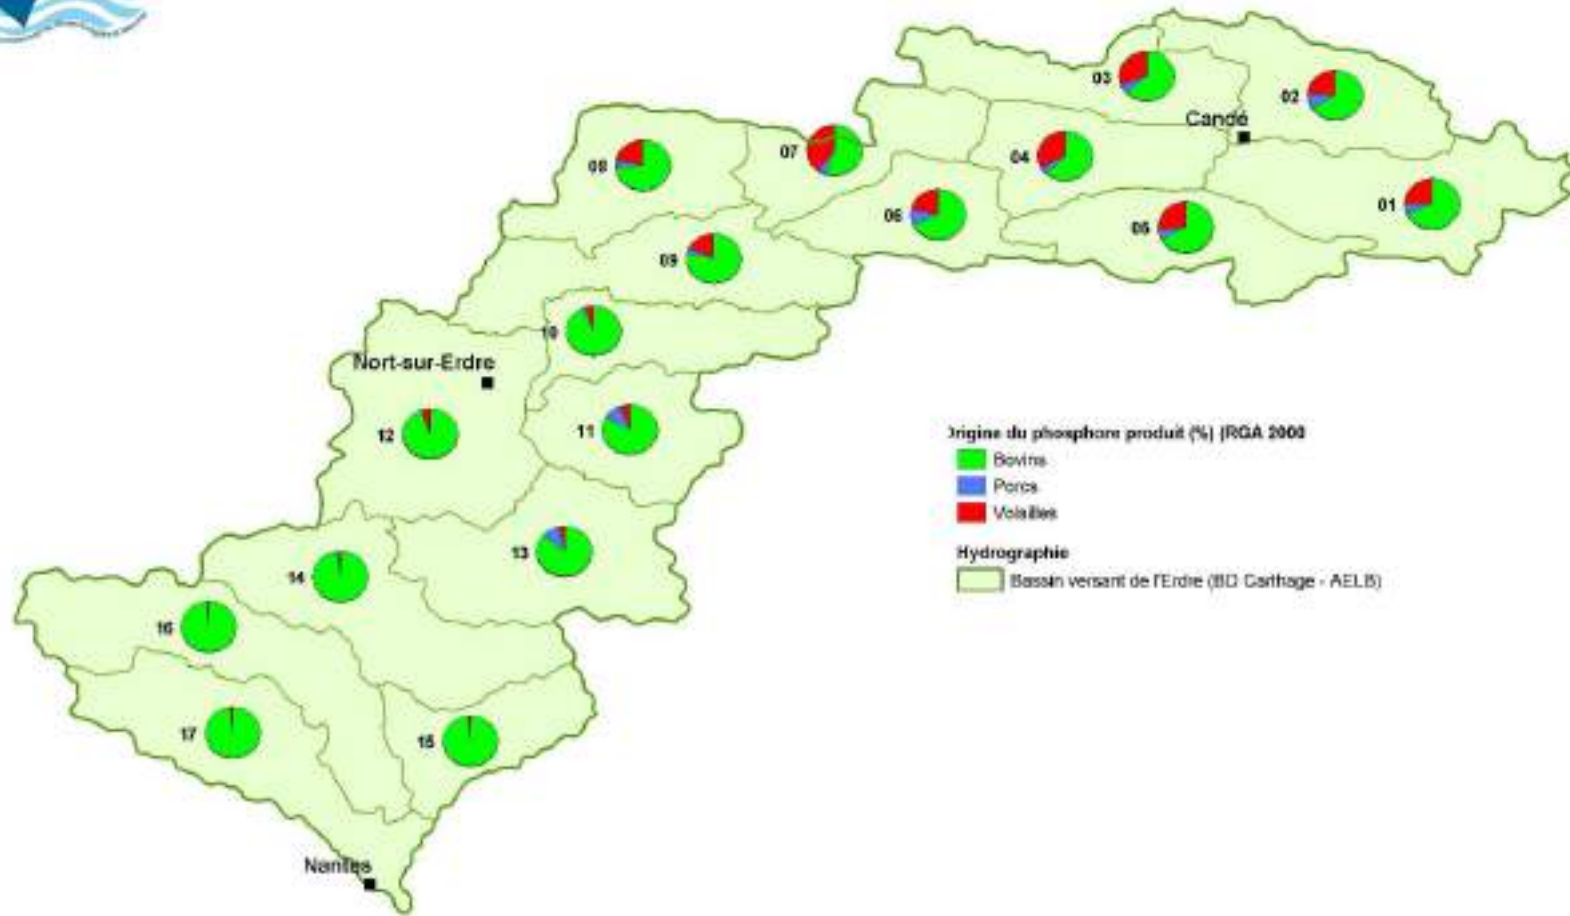 03
02
Candé
07
04
08
01
06
05
09
10
Nort-sur-Erdre
12
11
Origine du phosphore produit (%) (RGA 2000
Bovins
Porcs
Volailles
13
Hydrographie
Bassin versant de l'Erdre (BD Carthage - AELB)
14
16
17
15
Nantes